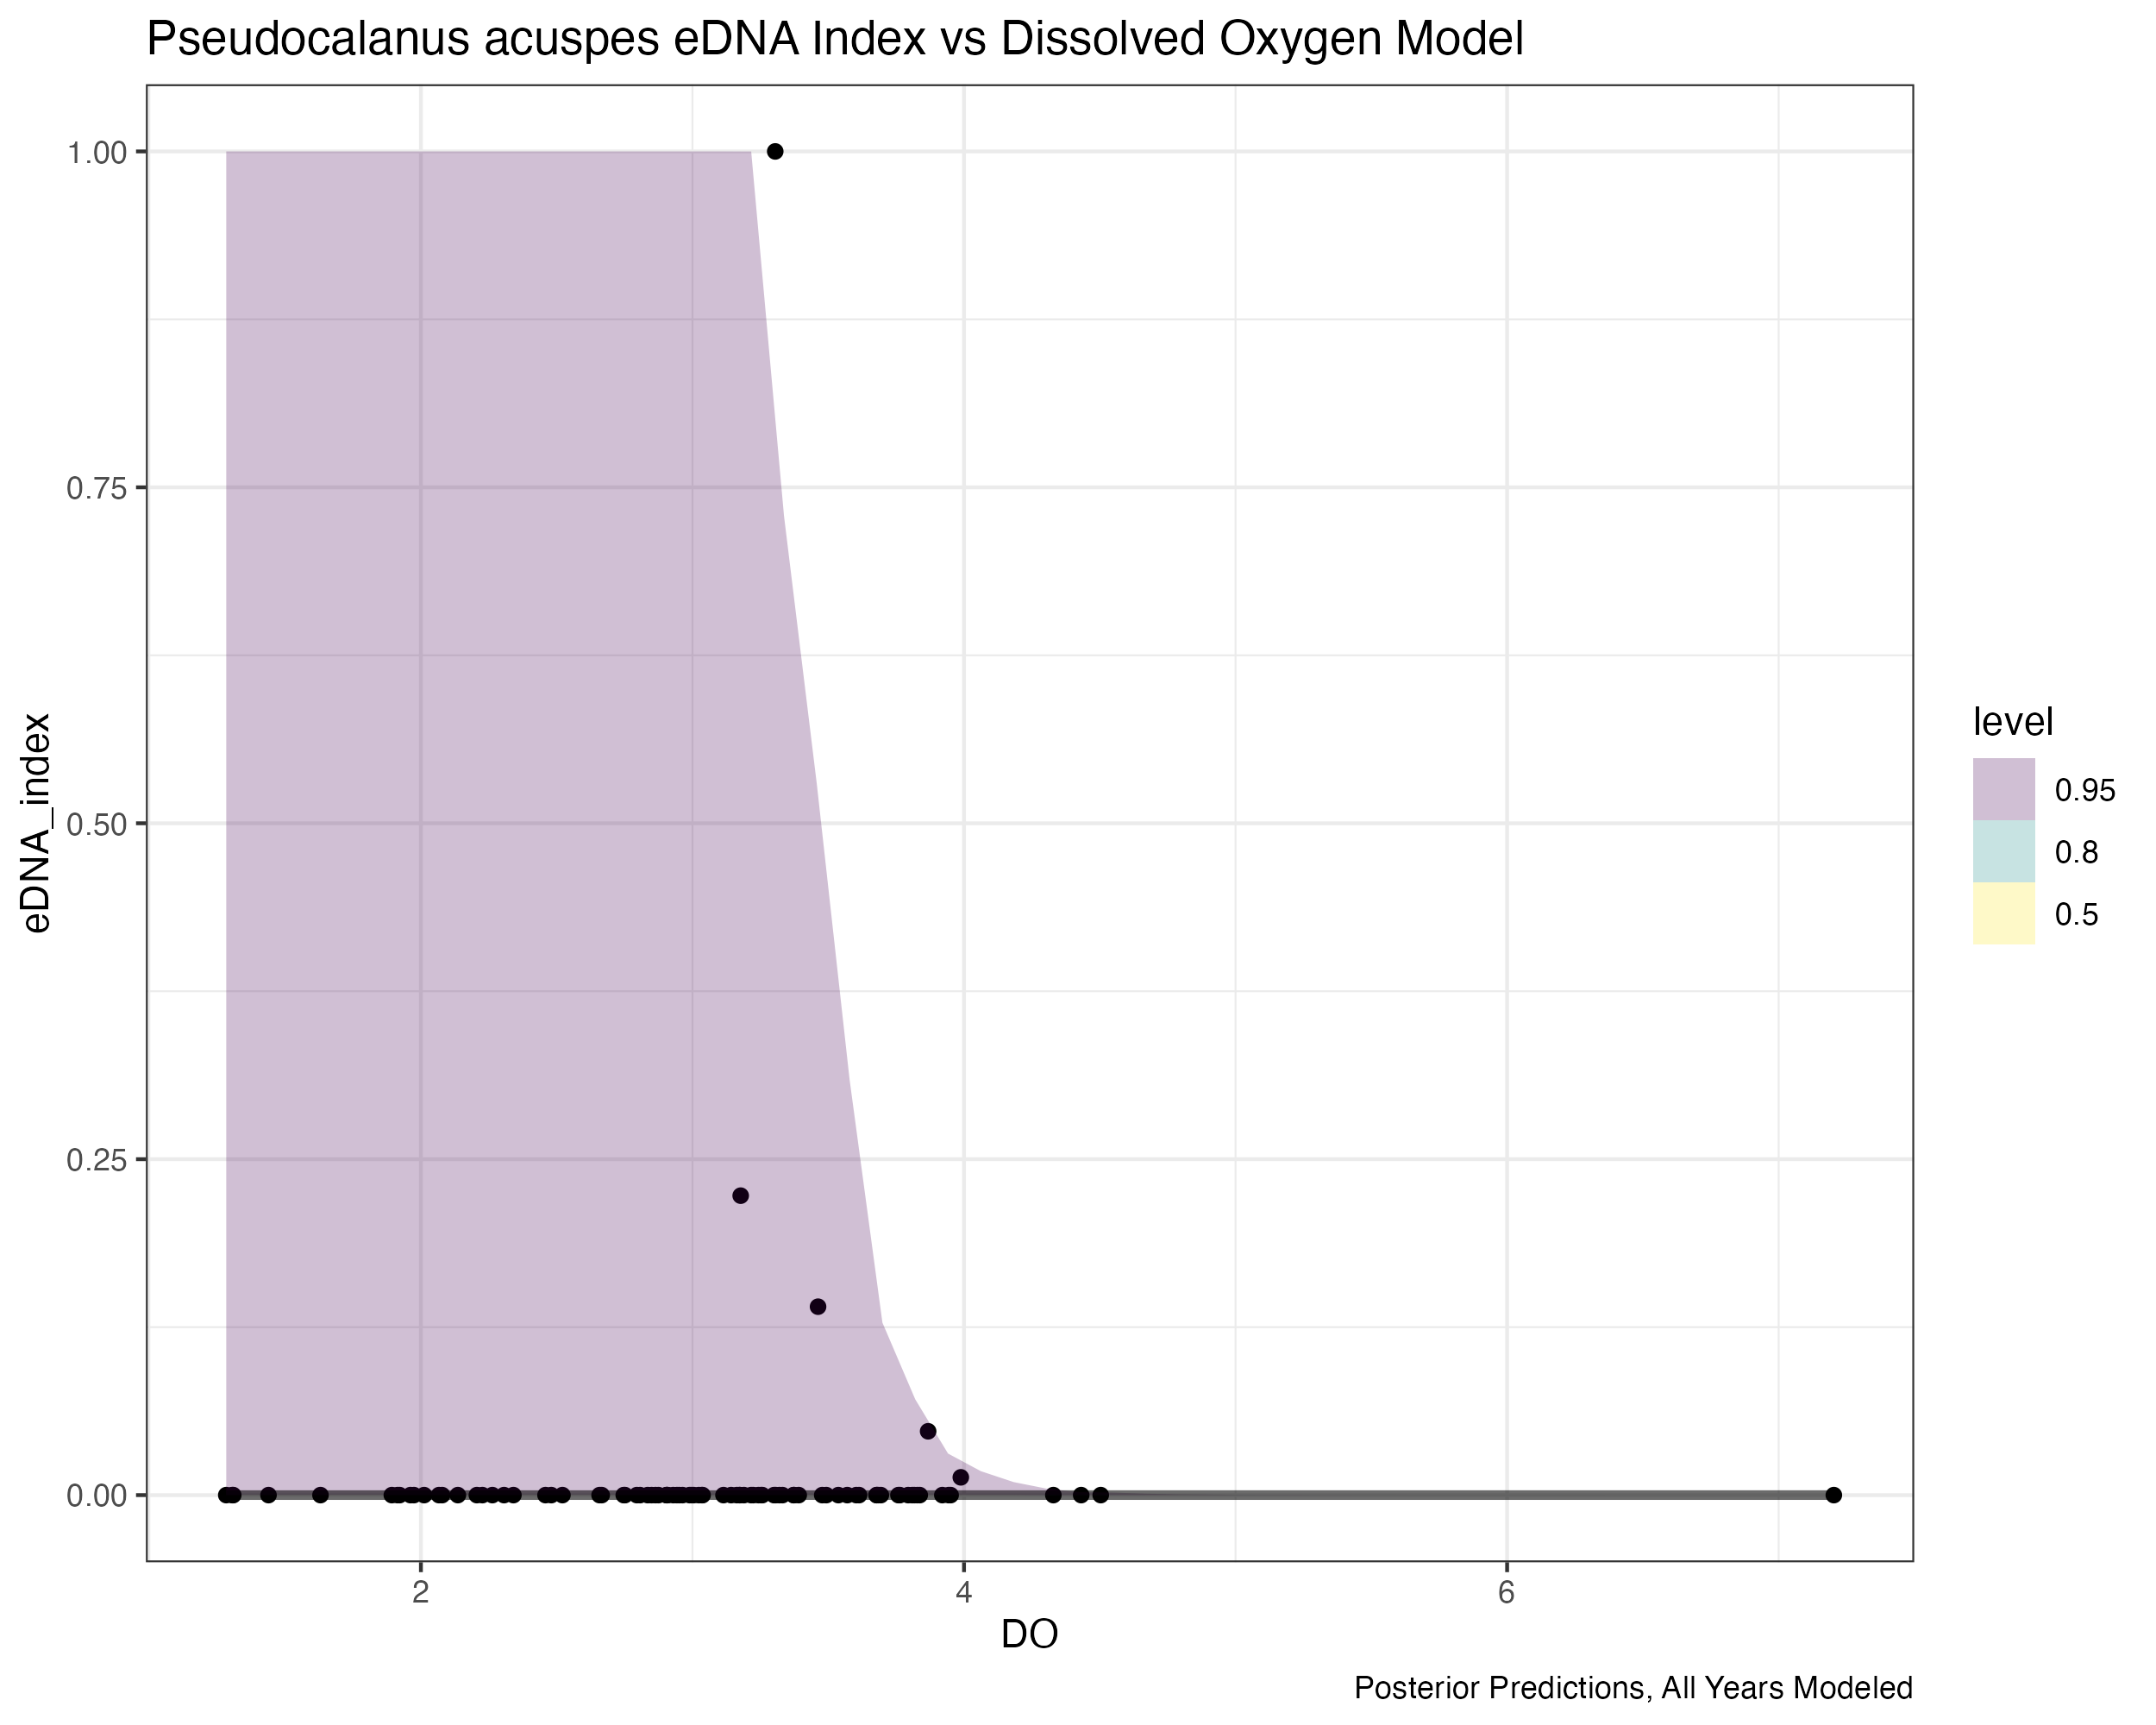 Pseudocalanus acuspes eDNA Index vs Dissolved Oxygen Model
1.00
0.75
0.50
0.25
0.00
eDNA_index
2
4
6
DO
level
0.95
0.8
0.5
Posterior Predictions, All Years Modeled